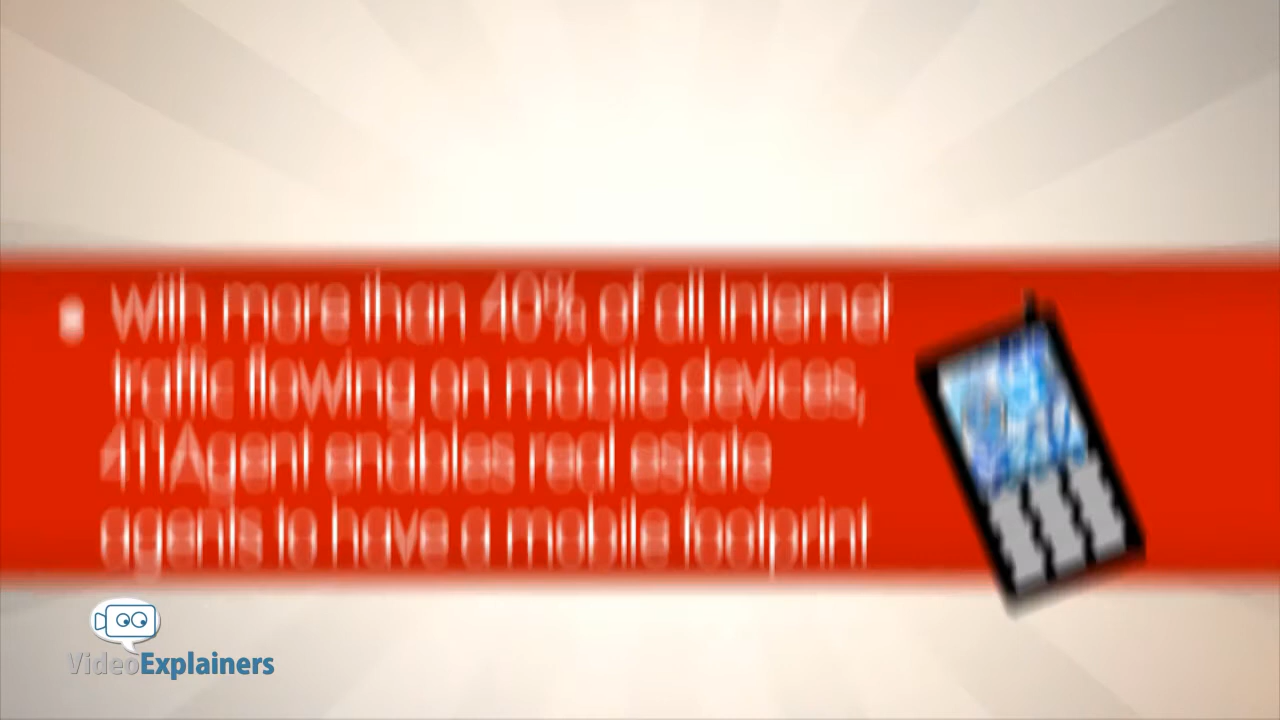 with more than 40% of all Internet
traffic flowing on mobile devices,
411Agent enables real estate
agents to have a mobile footprint
VideoExplainers